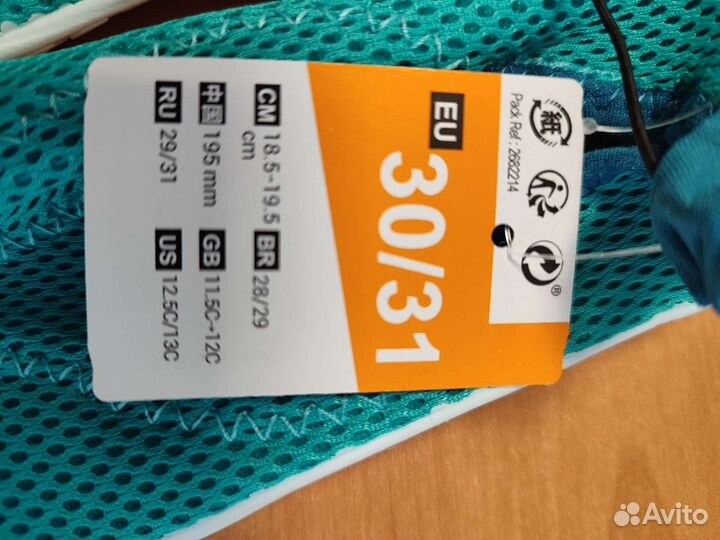 EU 30/31
紙
Pack Ref : 2682214
CM 18.5-19.5 cm
BR 28/29
中国 195 mm
GB 11.5C-12C
RU 29/31
US 12.5C/13C
®
Avito